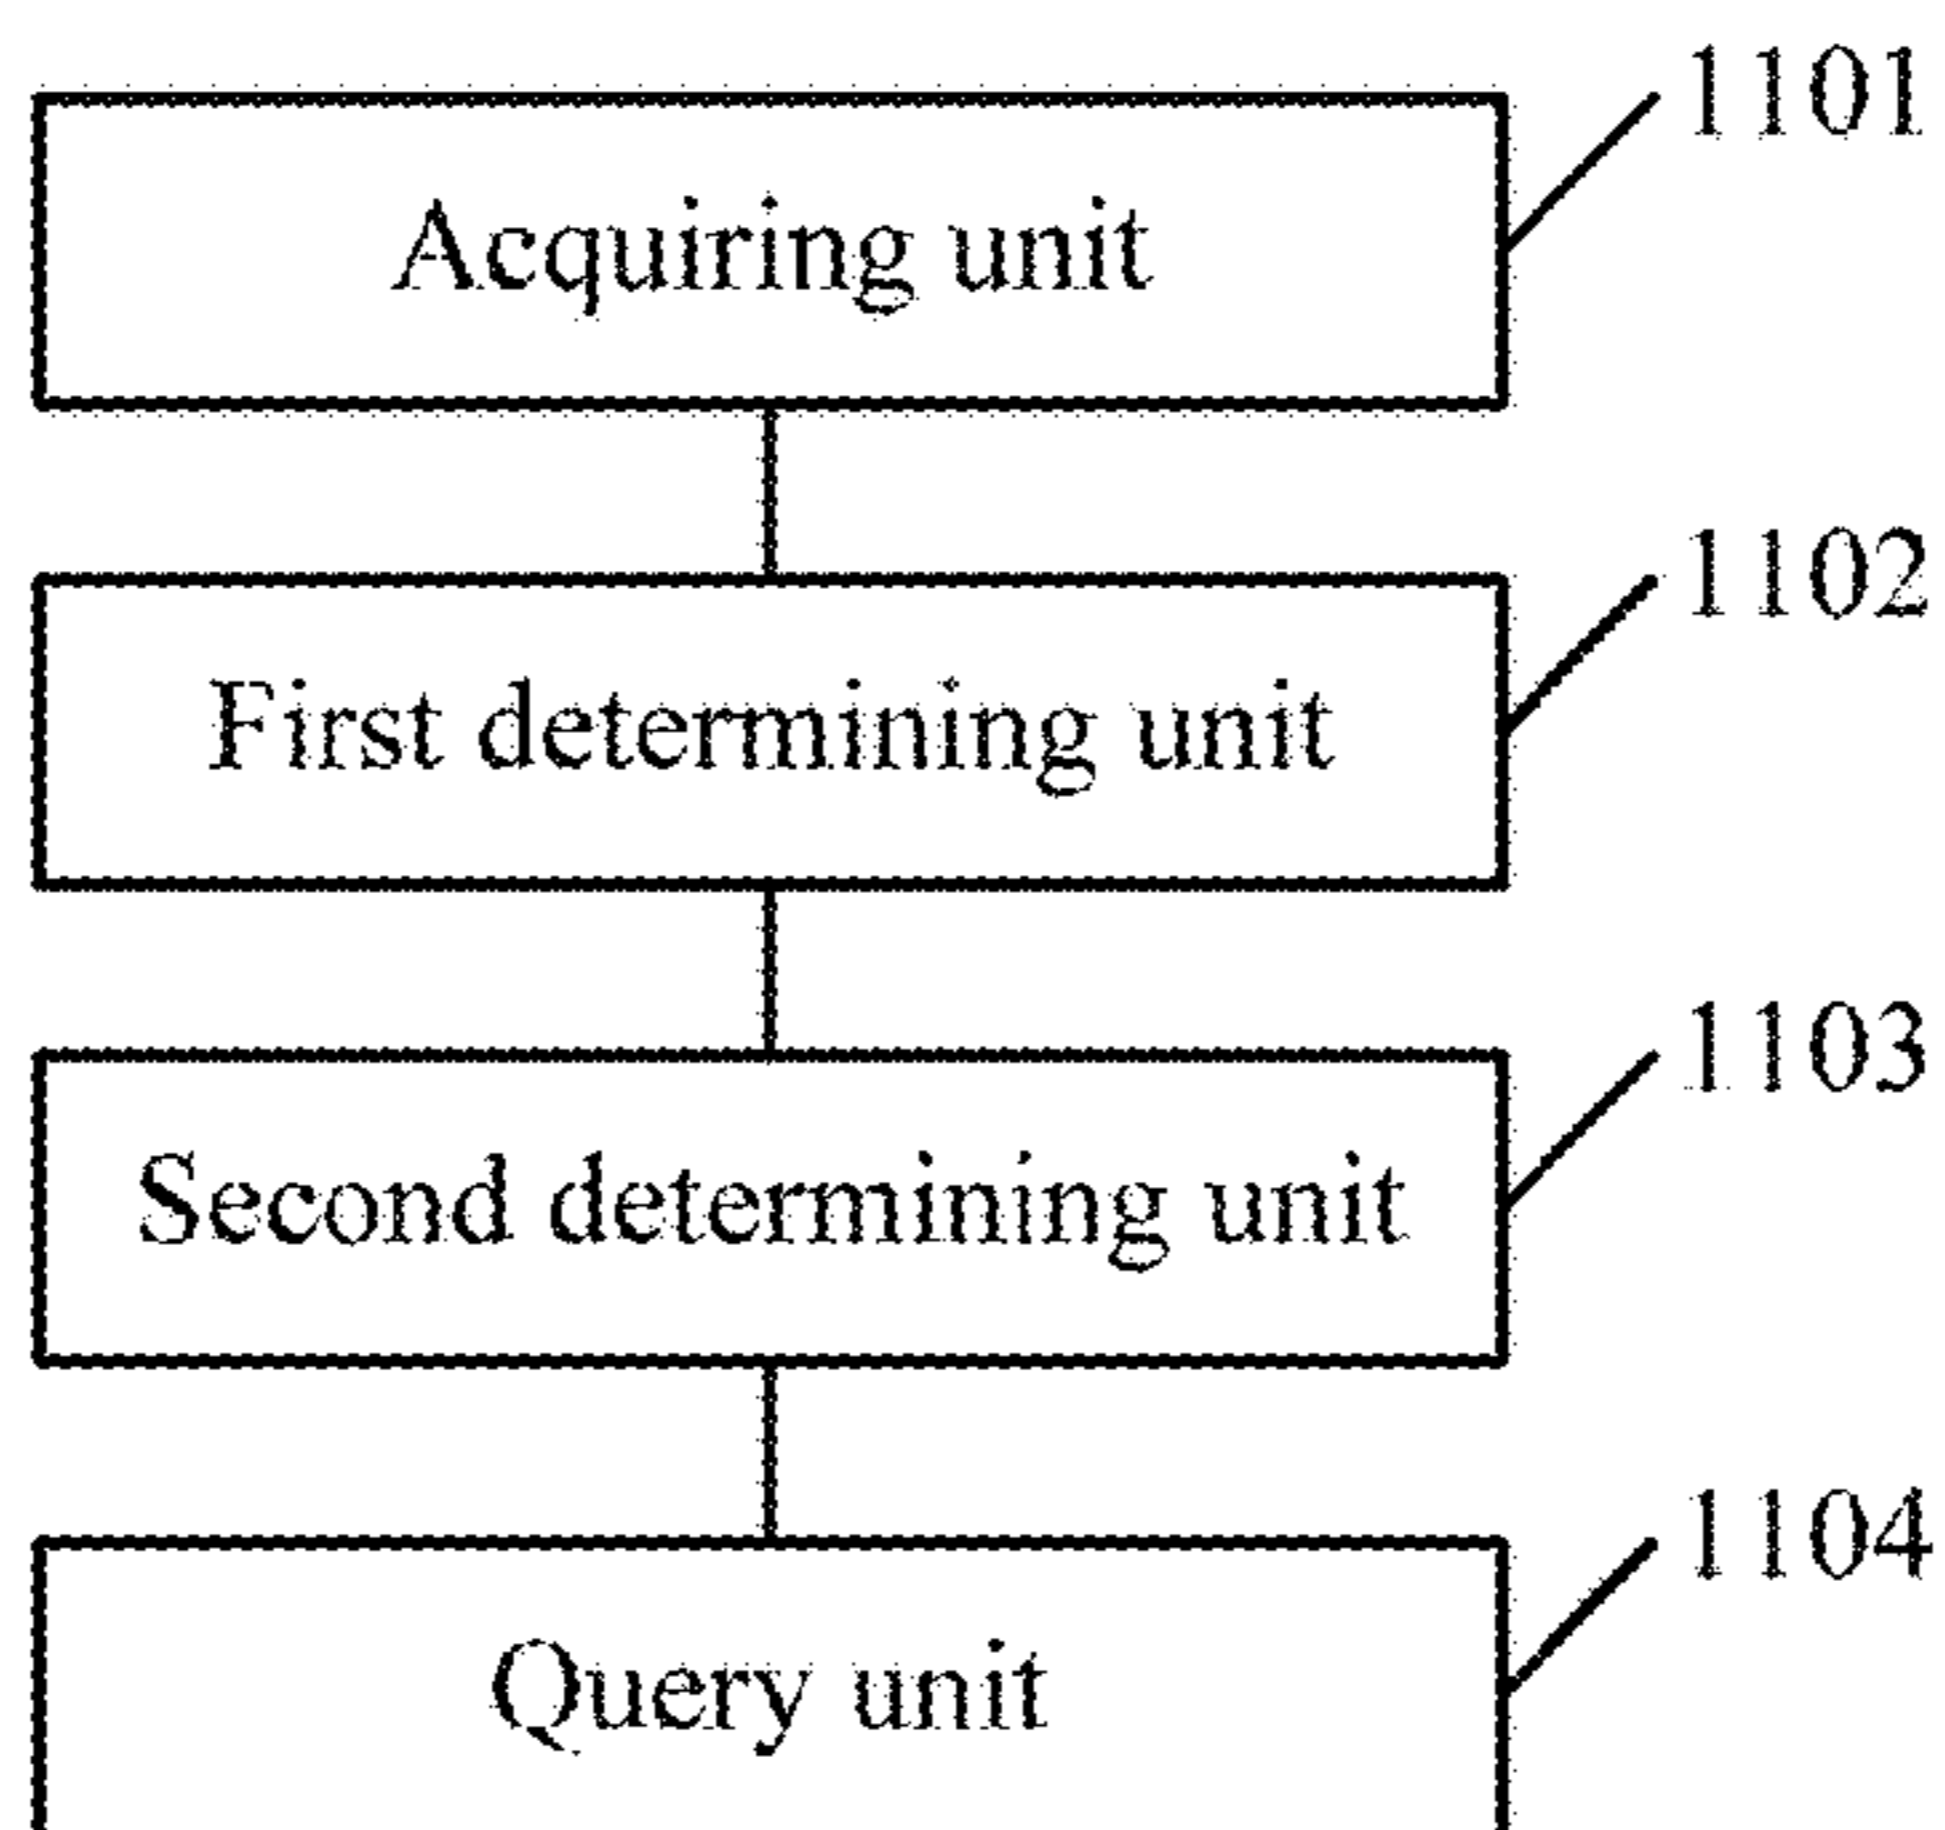 1101
Acquiring unit
1102
First determining unit
1103
Second determining unit
1104
Query unit